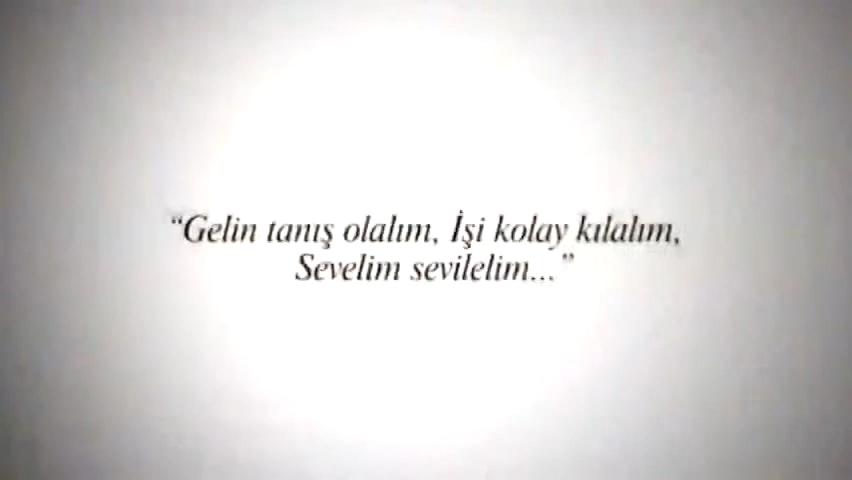 “Gelin tanış olalım, İşi kolay kılalım,
Sevelim sevilelim...”